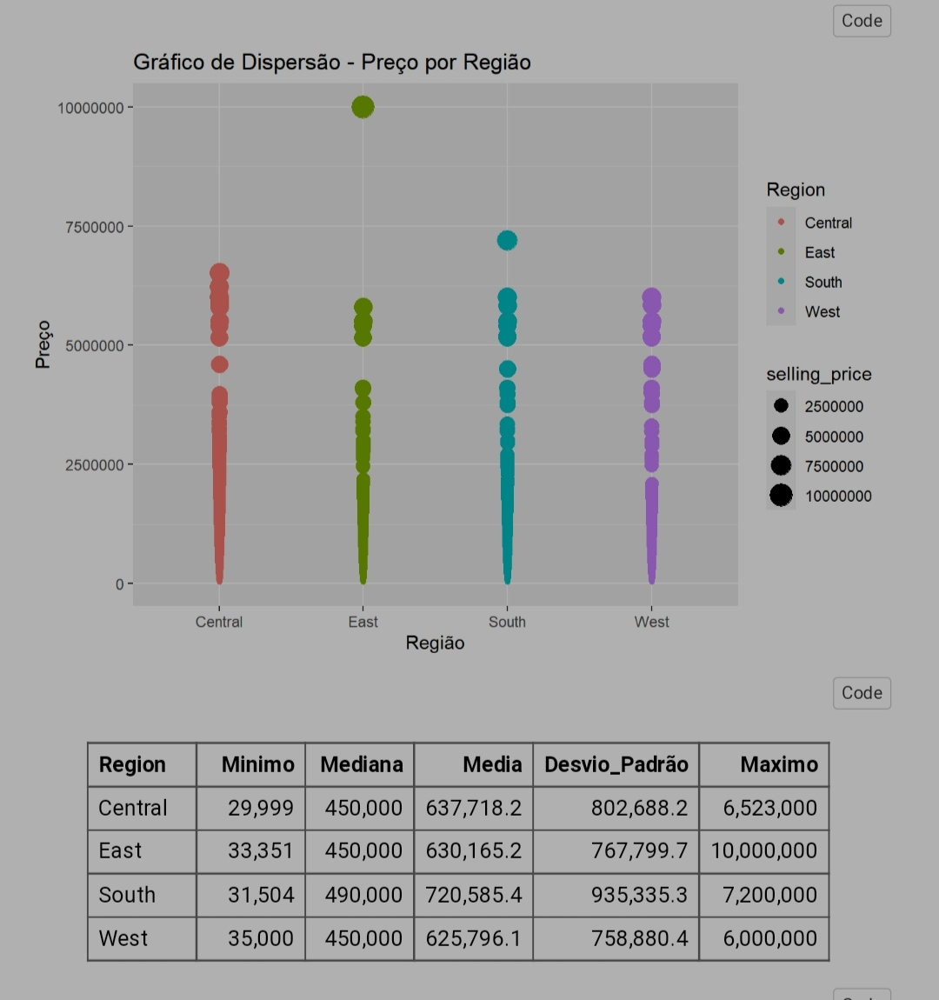 Code
Gráfico de Dispersão - Preço por Região
10000000
7500000
5000000
2500000
0
Preço
Central East South West
Região
Region
Central
East
South
West
selling_price
2500000
5000000
7500000
10000000
Code
Region Minimo Mediana Media Desvio_Padrão Maximo
Central 29,999 450,000 637,718.2 802,688.2 6,523,000
East 33,351 450,000 630,165.2 767,799.7 10,000,000
South 31,504 490,000 720,585.4 935,335.3 7,200,000
West 35,000 450,000 625,796.1 758,880.4 6,000,000